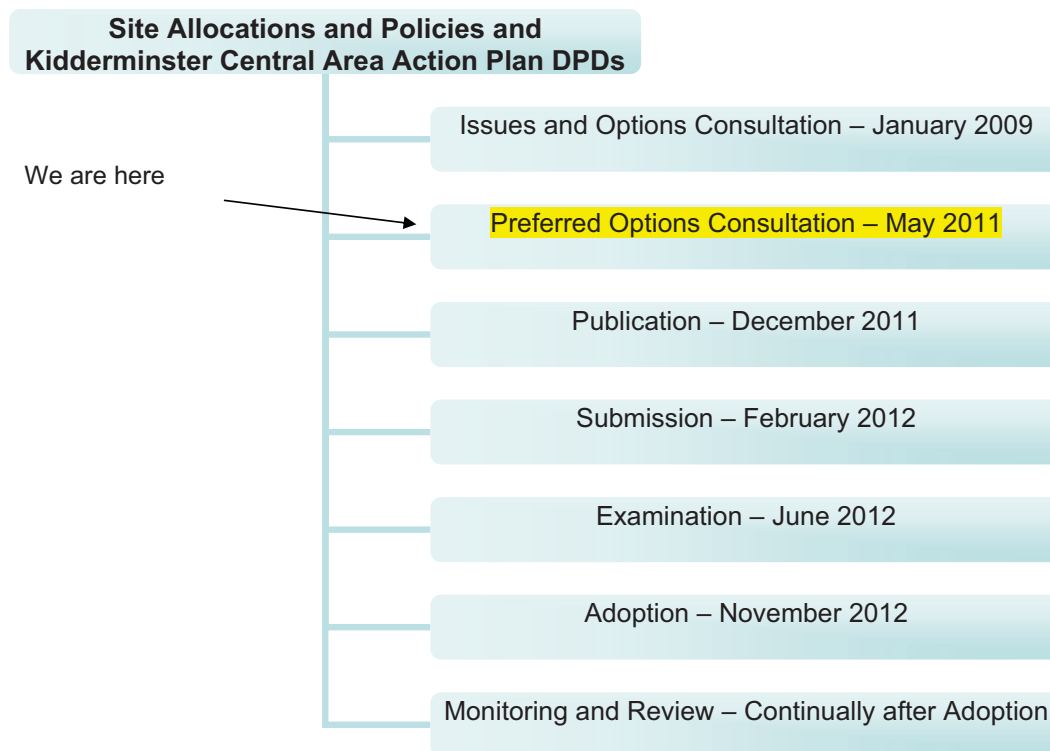 Site Allocations and Policies and
Kidderminster Central Area Action Plan DPDs
Issues and Options Consultation – January 2009
We are here
Preferred Options Consultation – May 2011
Publication – December 2011
Submission – February 2012
Examination – June 2012
Adoption – November 2012
Monitoring and Review – Continually after Adoption